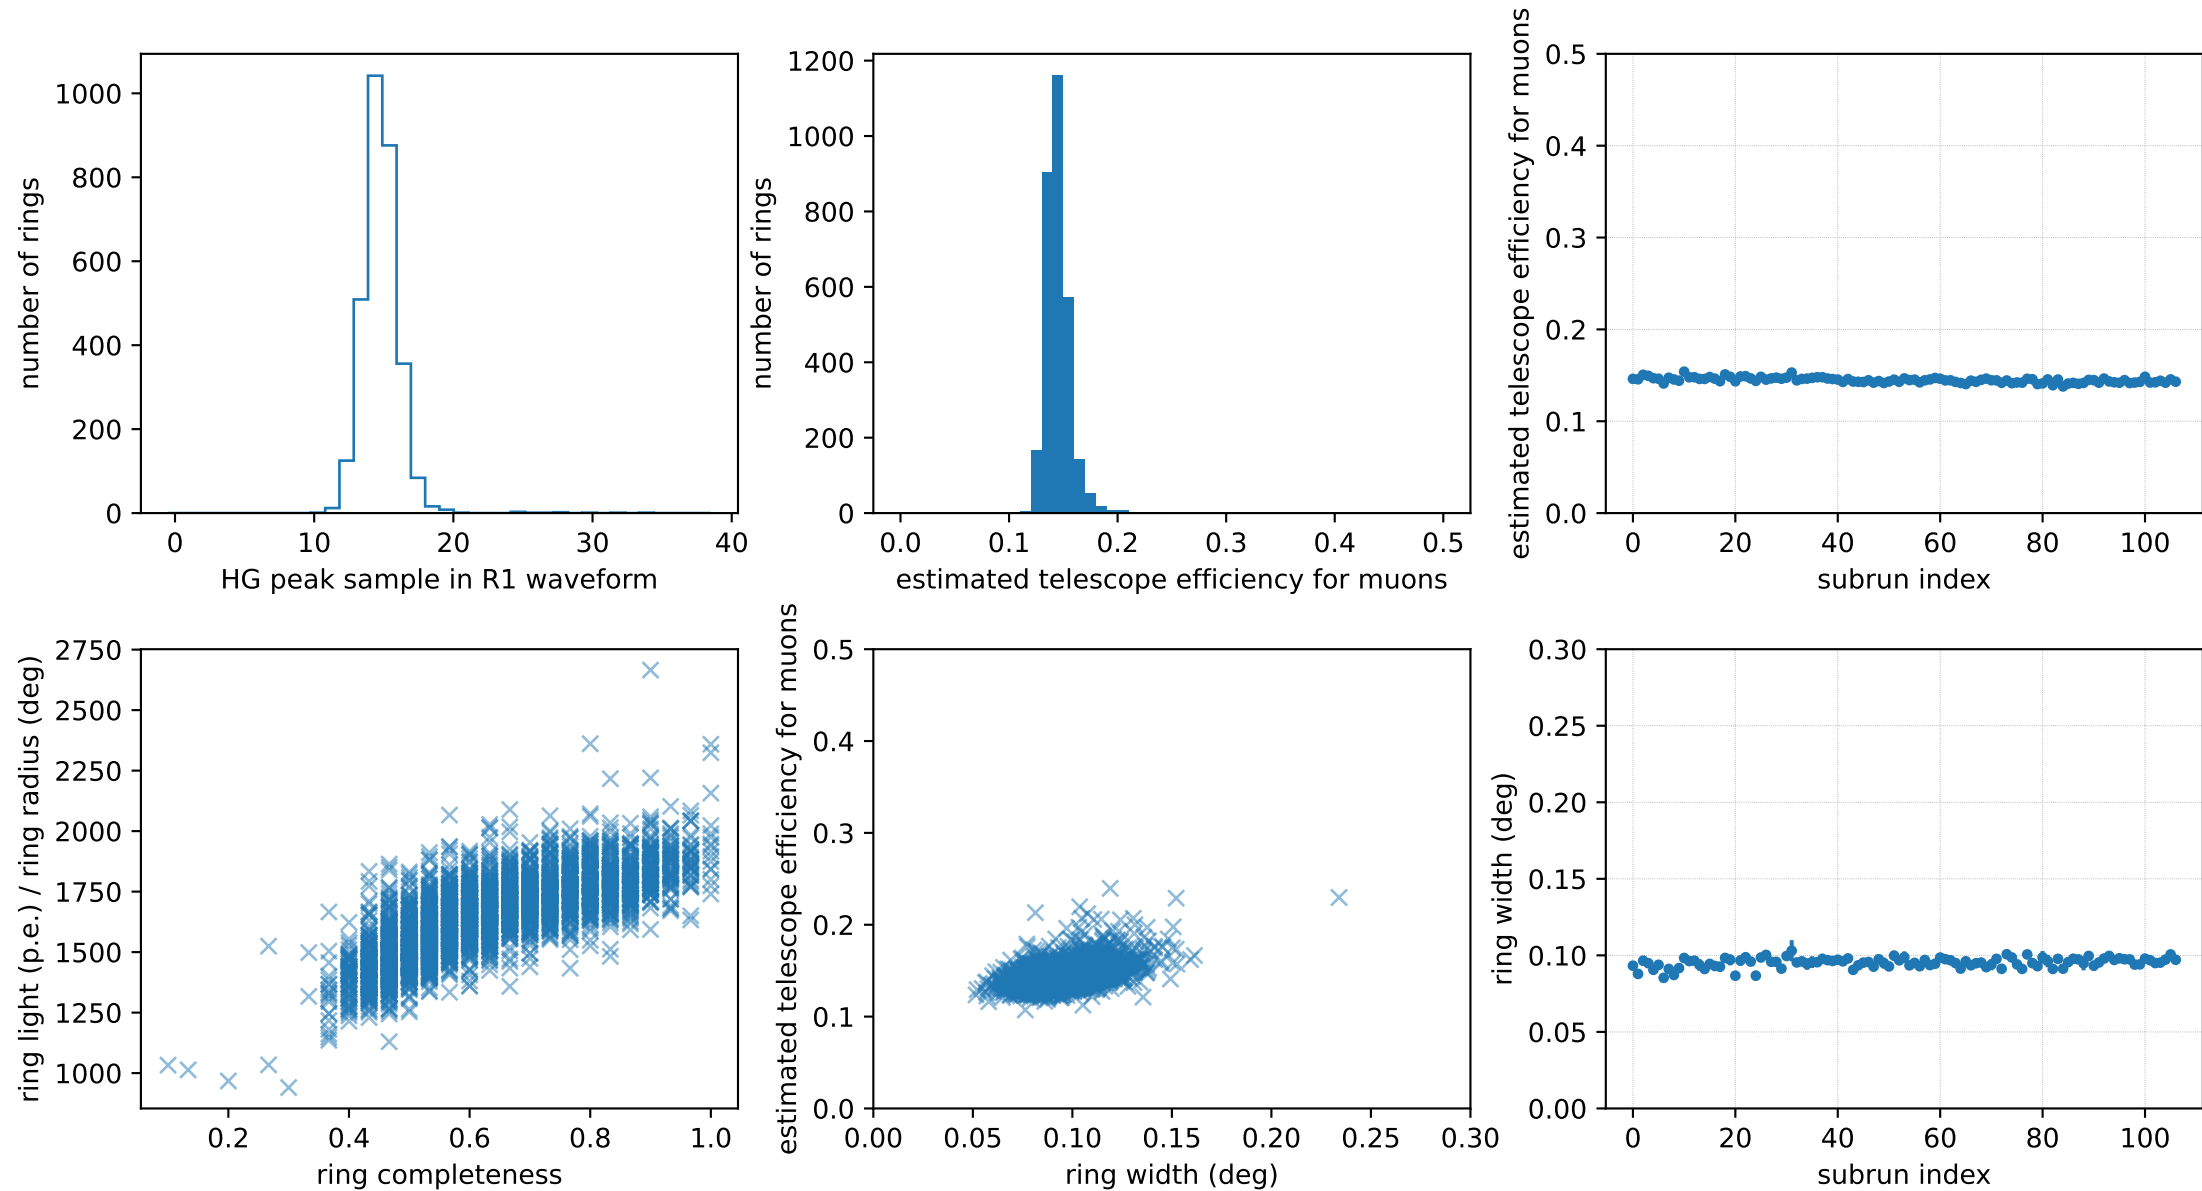 number of rings
1000
800
600
400
200
0
0 10 20 30 40
HG peak sample in R1 waveform
number of rings
1200
1000
800
600
400
200
0
0.0 0.1 0.2 0.3 0.4 0.5
estimated telescope efficiency for muons
estimated telescope efficiency for muons
0.5
0.4
0.3
0.2
0.1
0.0
0 20 40 60 80 100
subrun index
ring light (p.e.) / ring radius (deg)
2750
2500
2250
2000
1750
1500
1250
1000
0.2 0.4 0.6 0.8 1.0
ring completeness
estimated telescope efficiency for muons
0.5
0.4
0.3
0.2
0.1
0.0
0.00 0.05 0.10 0.15 0.20 0.25 0.30
ring width (deg)
ring width (deg)
0.30
0.25
0.20
0.15
0.10
0.05
0.00
0 20 40 60 80 100
subrun index